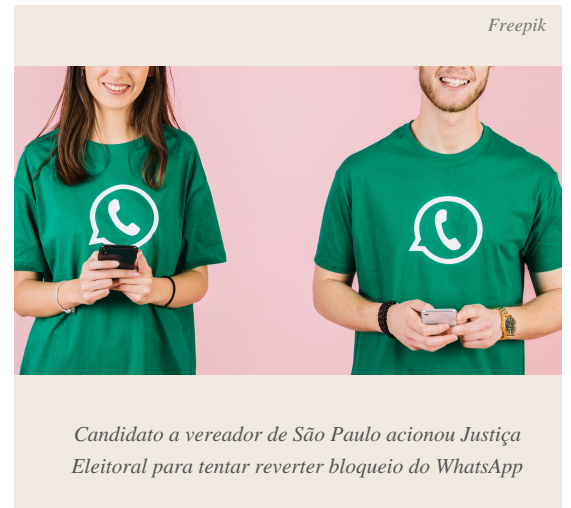 Freepik
Candidato a vereador de São Paulo acionou Justiça
Eleitoral para tentar reverter bloqueio do WhatsApp